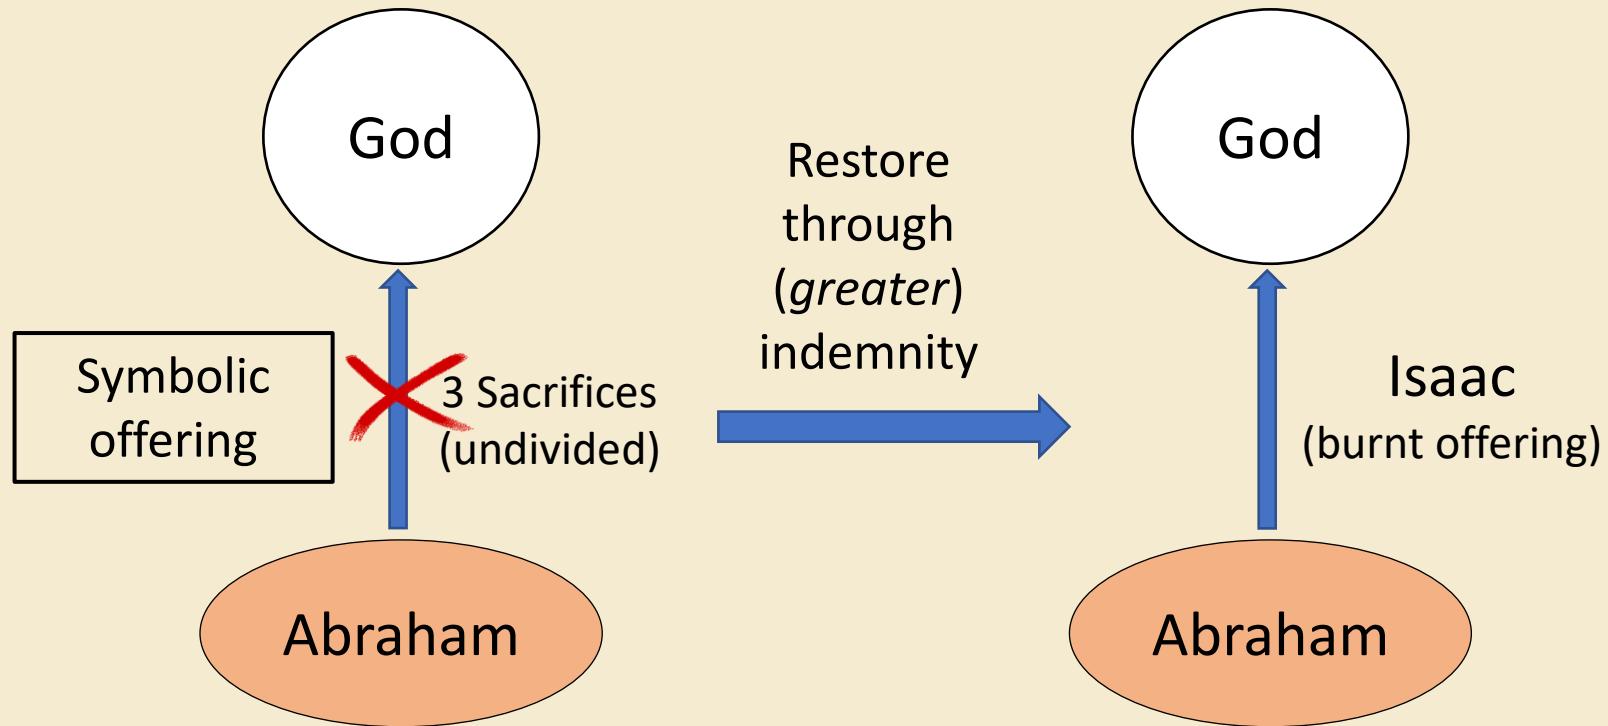 God
Symbolic
offering
3 Sacrifices
(undivided)
Abraham
Restore
through
(greater)
indemnity
God
Isaac
(burnt offering)
Abraham